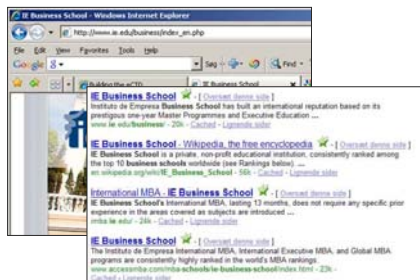 IE Business School - Windows Internet Explorer
http://www.ie.edu/business/index_en.php
File Edit View Favorites Tools Help
Google Søg Find
Building the eCTD IE Business School
IE Business School - [ Oversæt denne side ]
Instituto de Empresa Business School has built an international reputation based on its
prestigious one-year Master Programmes and Executive Education ...
www.ie.edu/business/ - 20k - Cached - Lignende sider
IE Business School - Wikipedia, the free encyclopedia - [ Oversæt denne side ]
IE Business School is a private, non-profit educational institution, consistently ranked among
the top 10 business schools worldwide (see Rankings below). ...
en.wikipedia.org/wiki/IE_Business_School - 56k - Cached - Lignende sider
International MBA - IE Business School - [ Oversæt denne side ]
IE Business School's International MBA, lasting 13 months, does not require any specific prior
experience in the areas covered as subjects are introduced ...
imba.ie.edu/ - 24k - Cached - Lignende sider
IE Business School - [ Oversæt denne side ]
The Instituto de Empresa International MBA, International Executive MBA, and Global MBA
programs are consistently highly ranked in the world's MBA rankings.
www.accessmba.com/mba-schools/ie-business-school/index.html - 23k -
Cached - Lignende sider